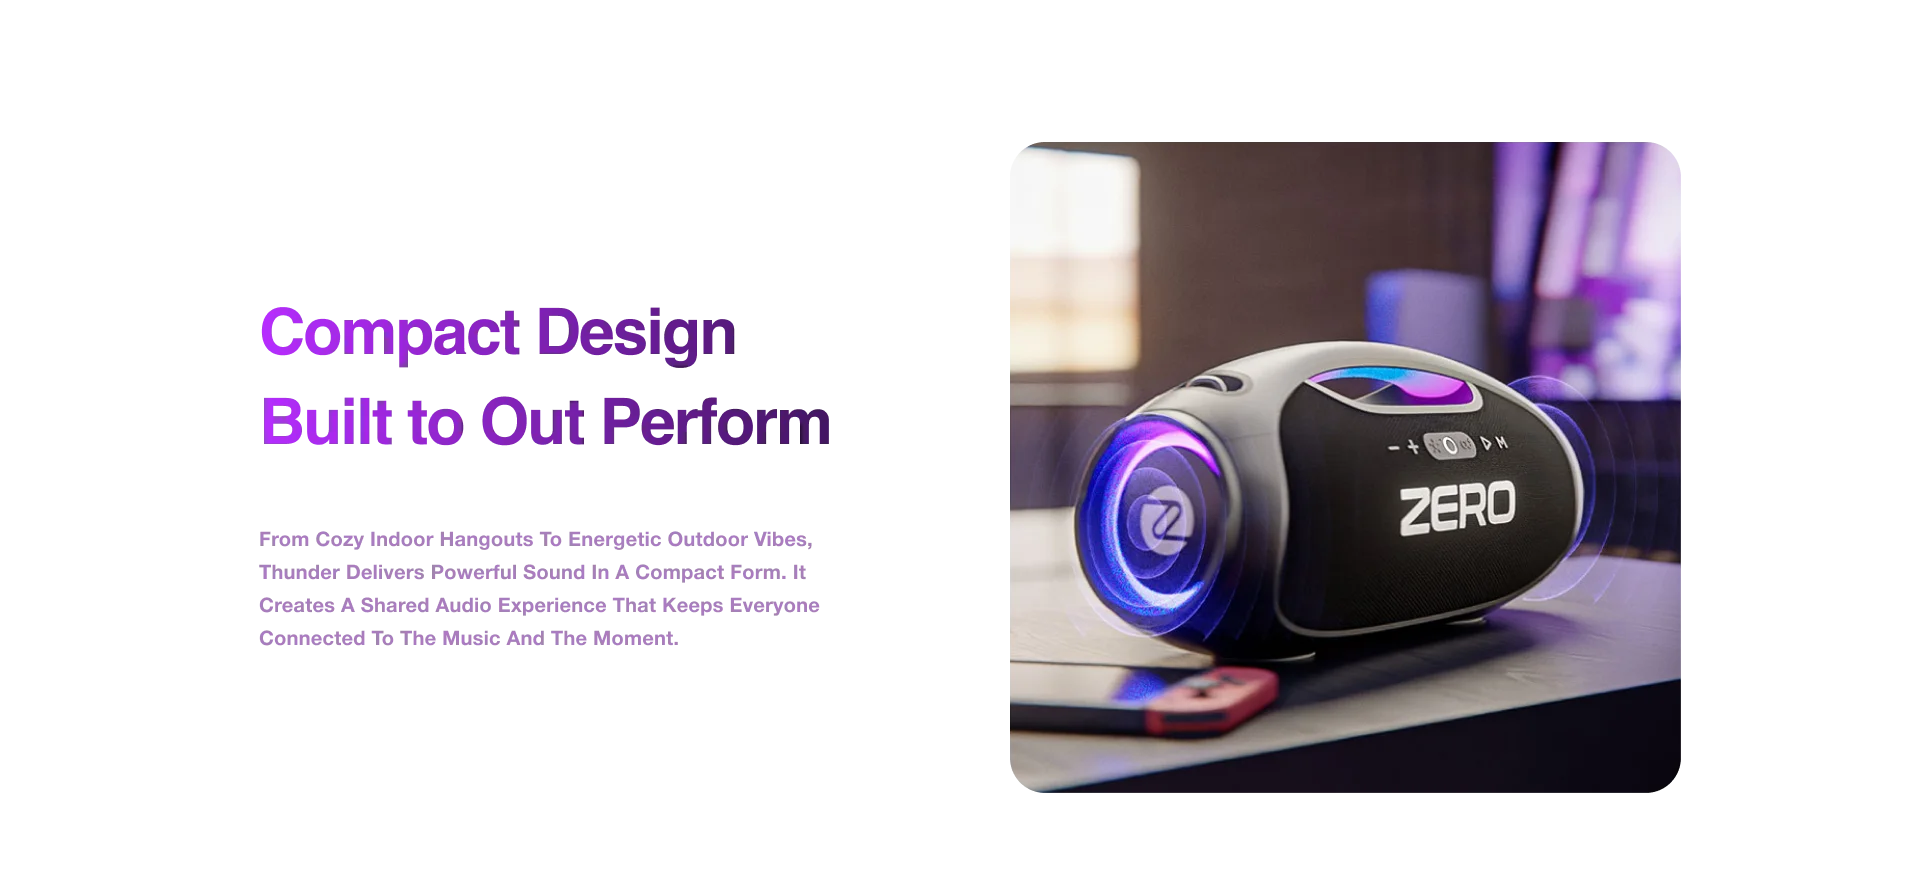 Compact Design
Built to Out Perform
From Cozy Indoor Hangouts To Energetic Outdoor Vibes,
Thunder Delivers Powerful Sound In A Compact Form. It
Creates A Shared Audio Experience That Keeps Everyone
Connected To The Music And The Moment.
M
ZERO